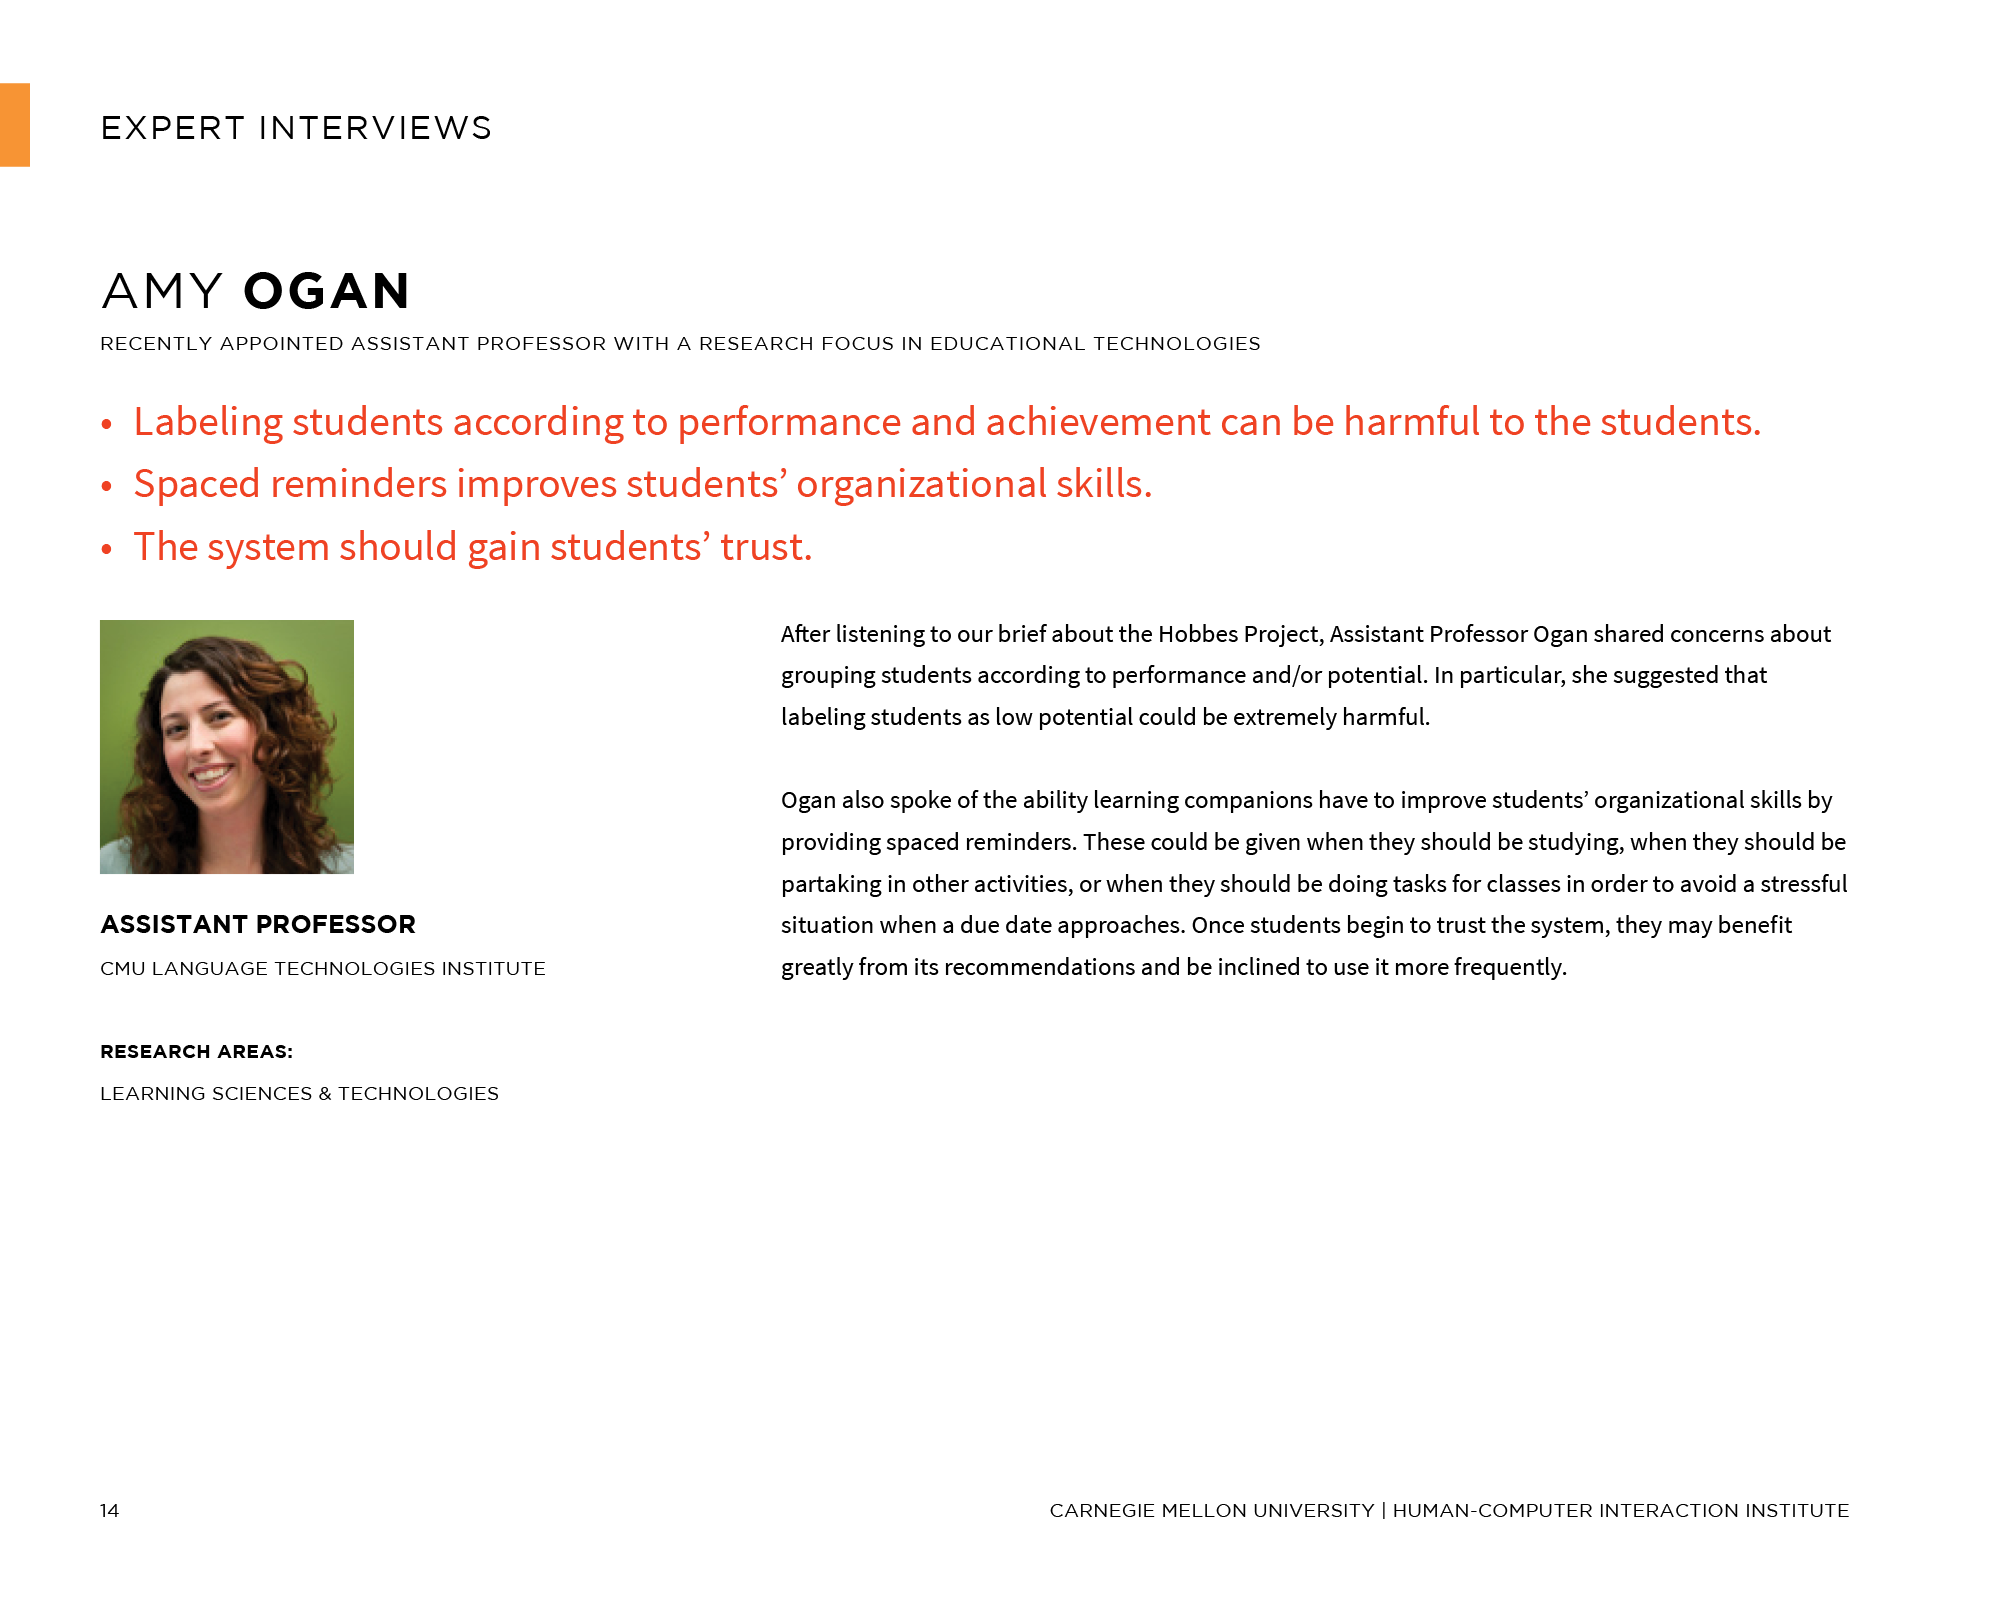 EXPERT INTERVIEWS
AMY OGAN
RECENTLY APPOINTED ASSISTANT PROFESSOR WITH A RESEARCH FOCUS IN EDUCATIONAL TECHNOLOGIES
• Labeling students according to performance and achievement can be harmful to the students.
• Spaced reminders improves students’ organizational skills.
• The system should gain students’ trust.
ASSISTANT PROFESSOR
CMU LANGUAGE TECHNOLOGIES INSTITUTE
RESEARCH AREAS:
LEARNING SCIENCES & TECHNOLOGIES
After listening to our brief about the Hobbes Project, Assistant Professor Ogan shared concerns about
grouping students according to performance and/or potential. In particular, she suggested that
labeling students as low potential could be extremely harmful.
Ogan also spoke of the ability learning companions have to improve students’ organizational skills by
providing spaced reminders. These could be given when they should be studying, when they should be
partaking in other activities, or when they should be doing tasks for classes in order to avoid a stressful
situation when a due date approaches. Once students begin to trust the system, they may benefit
greatly from its recommendations and be inclined to use it more frequently.
14
CARNEGIE MELLON UNIVERSITY | HUMAN-COMPUTER INTERACTION INSTITUTE